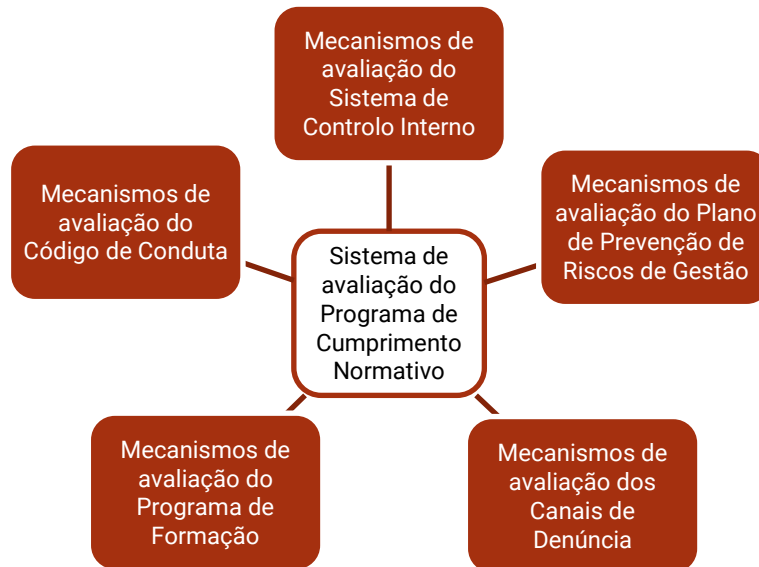 Mecanismos de
avaliação do
Sistema de
Controlo Interno
Mecanismos de
avaliação do
Código de Conduta
Mecanismos de
avaliação do Plano
de Prevenção de
Riscos de Gestão
Sistema de
avaliação do
Programa de
Cumprimento
Normativo
Mecanismos de
avaliação do
Programa de
Formação
Mecanismos de
avaliação dos
Canais de
Denúncia